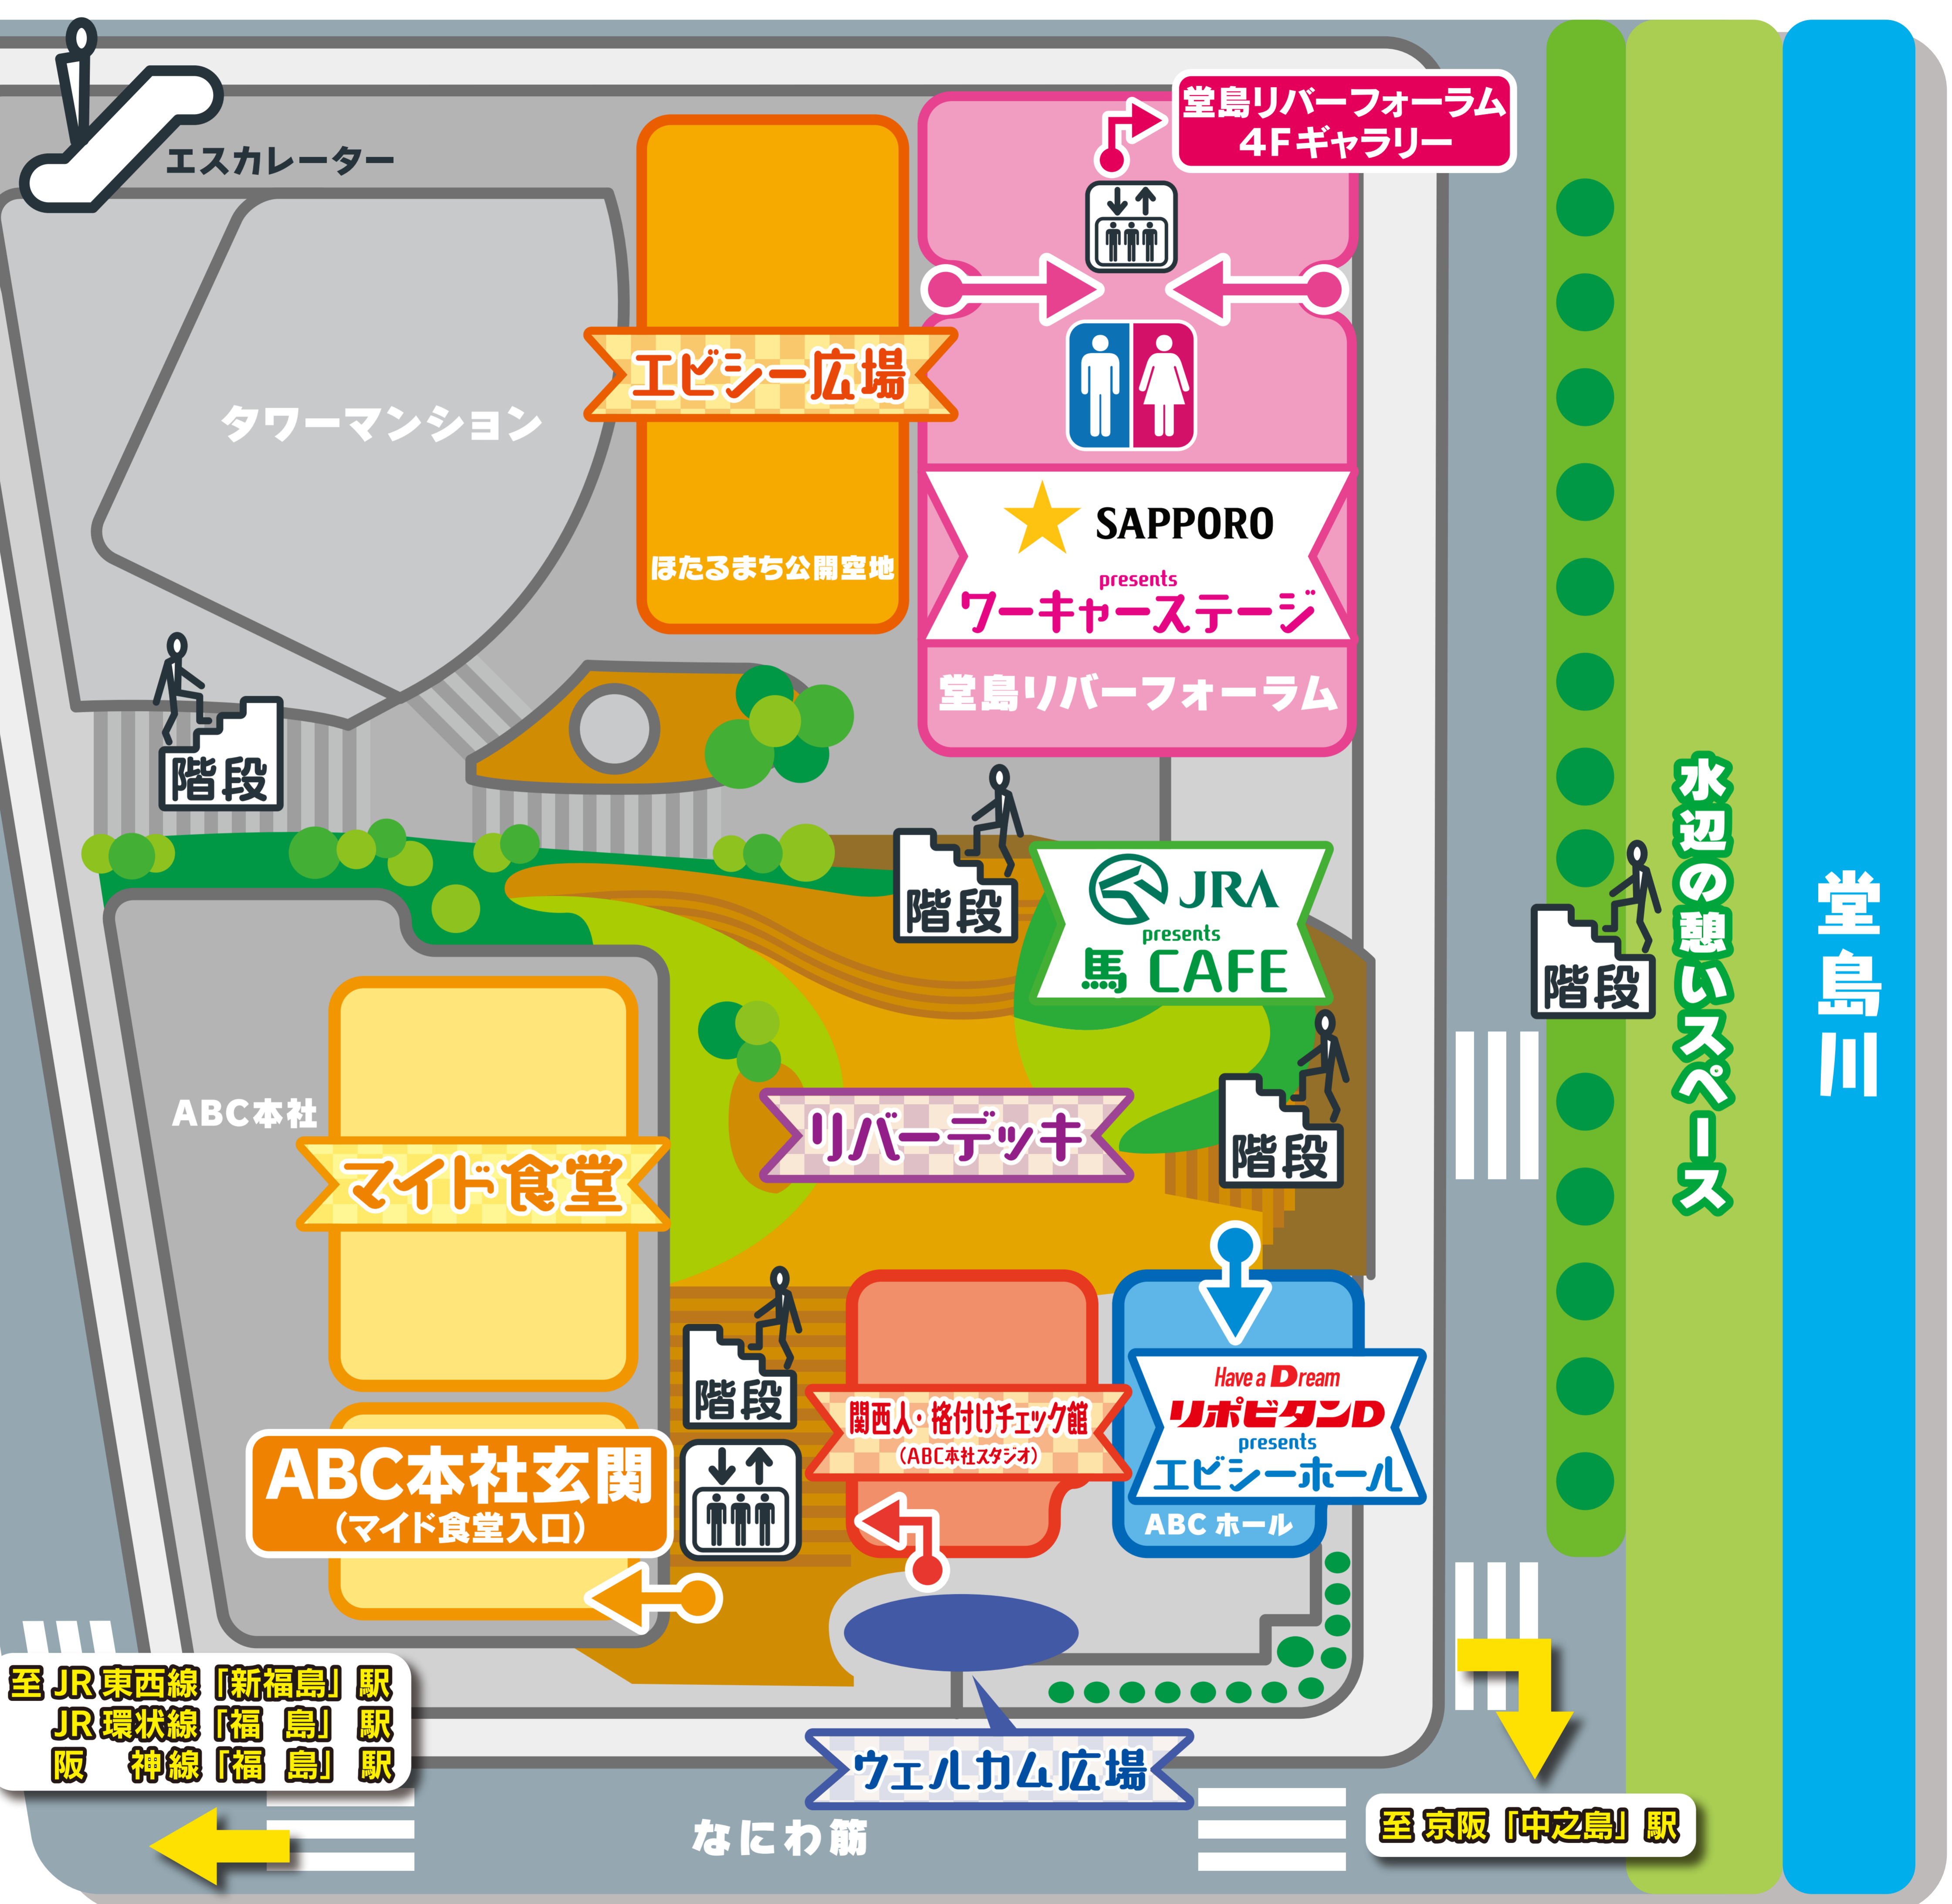 堂島リバーフォーラム
4Fギャラリー
エスカレーター
エビシー広場
タワーマンション
SAPPORO
ほたるまち公開空地
presents
ワーキャーステージ
堂島リバーフォーラム
階段
階段
JRA
presents
馬 CAFE
階段
水辺の憩いスペース
堂島川
ABC本社
リバーデッキ
階段
マイド食堂
階段
Have a Dream
リポビタンD
presents
エビシーホール
関西人・格付けチェック館
(ABC本社スタジオ)
ABC本社玄関
(マイド食堂入口)
ABC ホール
至 JR 東西線「新福島」駅
JR 環状線「福 島」 駅
阪 神線「福 島」 駅
ウェルカム広場
なにわ筋
至 京阪「中之島」駅